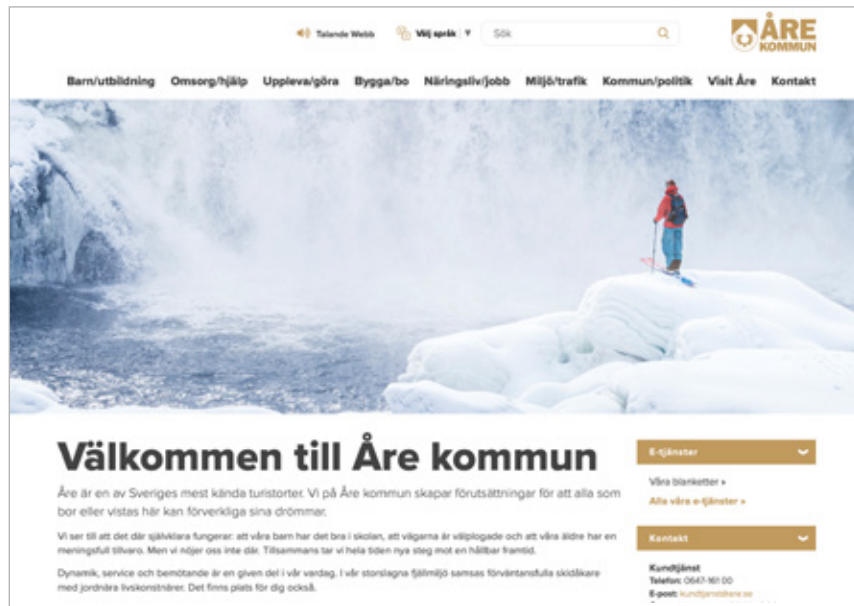 Talande Webb
Välj språk
Sök
ÅRE
KOMMUN
Barn/utbildning Omsorg/hjälp Uppleva/göra Bygga/bo Näringsliv/jobb Miljö/trafik Kommun/politik Visit Åre Kontakt
Välkommen till Åre kommun
Åre är en av Sveriges mest kända turistorter. Vi på Åre kommun skapar förutsättningar för att alla som
bor eller vistas här kan förverkliga sina drömmar.
Vi ser till att det där självklara fungerar: att våra barn har det bra i skolan, att vägarna är välplogade och att våra äldre har en
meningsfull tillvaro. Men vi nöjer oss inte där. Tillsammans tar vi hela tiden nya steg mot en hållbar framtid.
Dynamik, service och bemötande är en given del i vår vardag. I vår storslagna fjällmiljö samsas förväntansfulla skidåkare
med jordnära livskonstnärer. Det finns plats för dig också.
E-tjänster
Våra blanketter »
Alla våra e-tjänster »
Kontakt
Kundtjänst
Telefon: 0647-161 00
E-post: